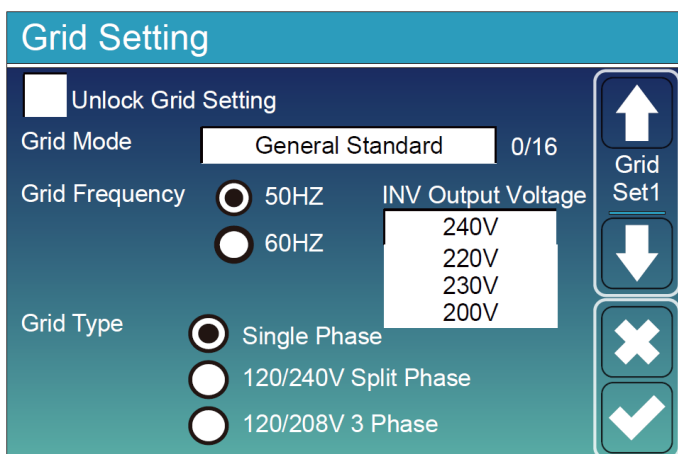 Grid Setting
Unlock Grid Setting
Grid Mode
General Standard
0/16
Grid
Set1
Grid Frequency
50HZ
60HZ
INV Output Voltage
240V
220V
230V
200V
Grid Type
Single Phase
120/240V Split Phase
120/208V 3 Phase